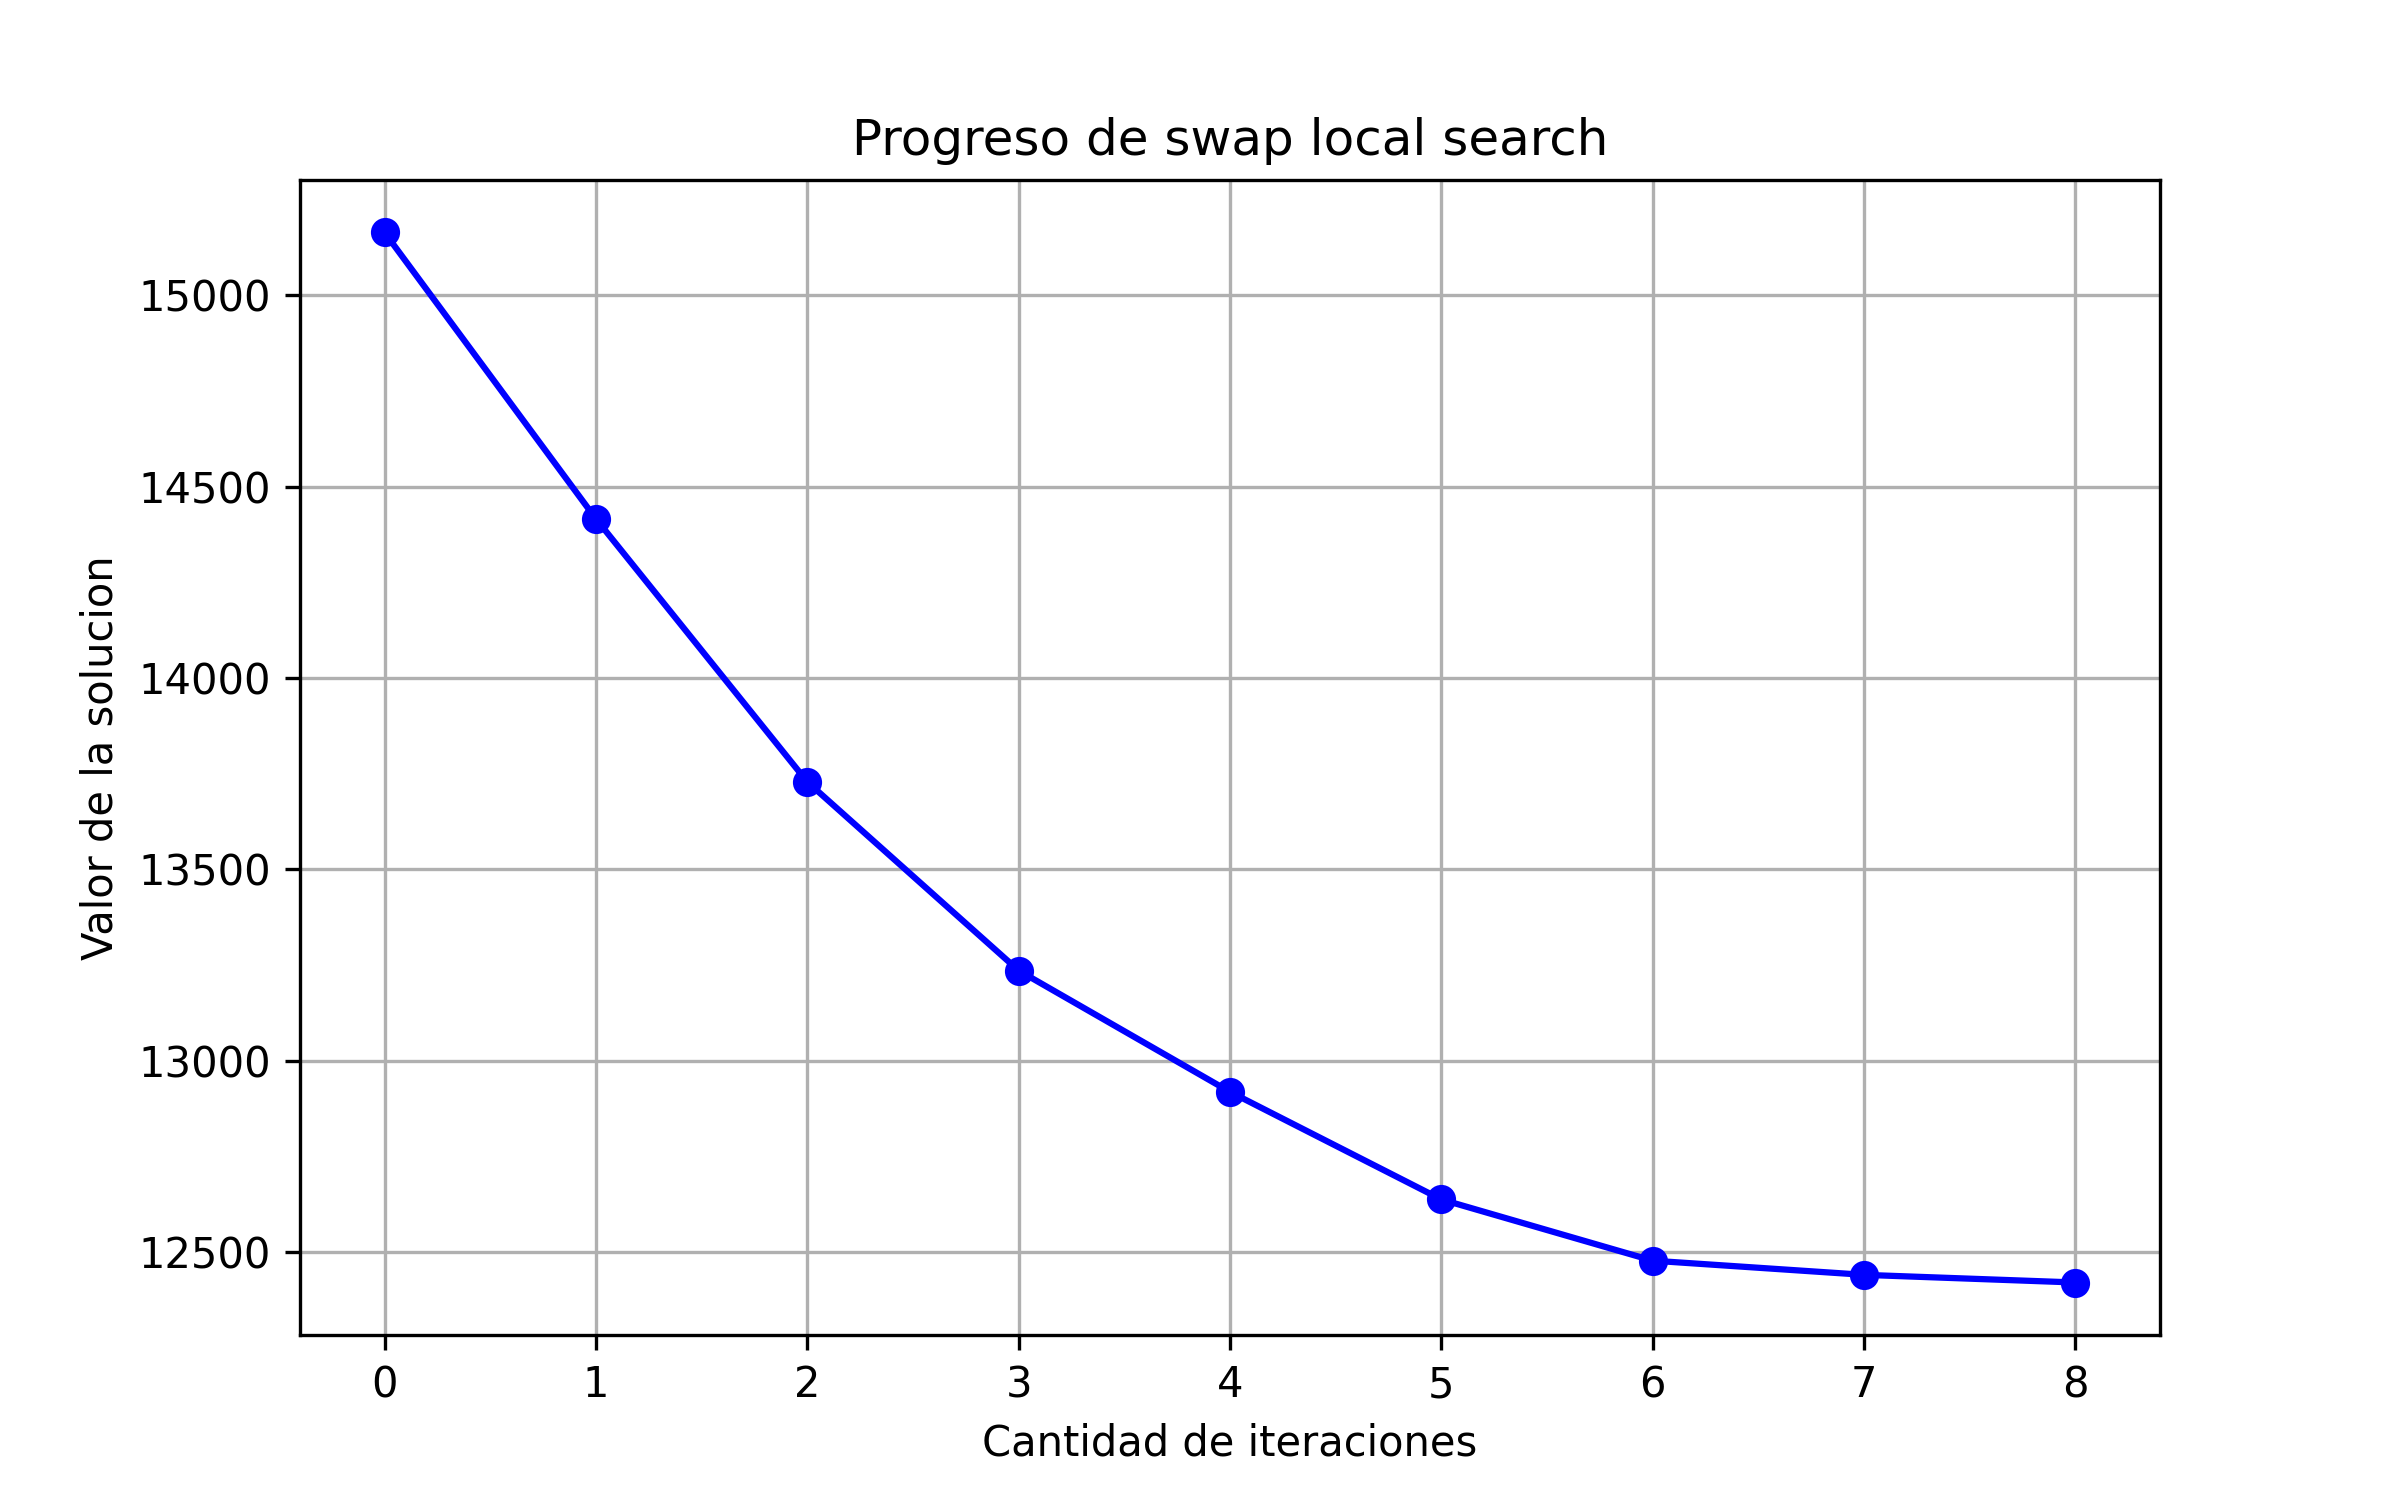 Progreso de swap local search
Valor de la solucion
15000
14500
14000
13500
13000
12500
0 1 2 3 4 5 6 7 8
Cantidad de iteraciones